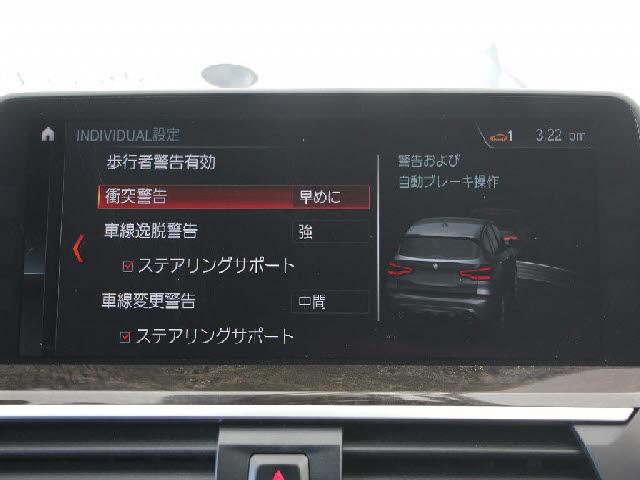 INDIVIDUAL設定
1
3:22 pm
歩行者警告有効
衝突警告 早めに
車線逸脱警告 強
ステアリングサポート
車線変更警告 中間
ステアリングサポート
警告および
自動ブレーキ操作